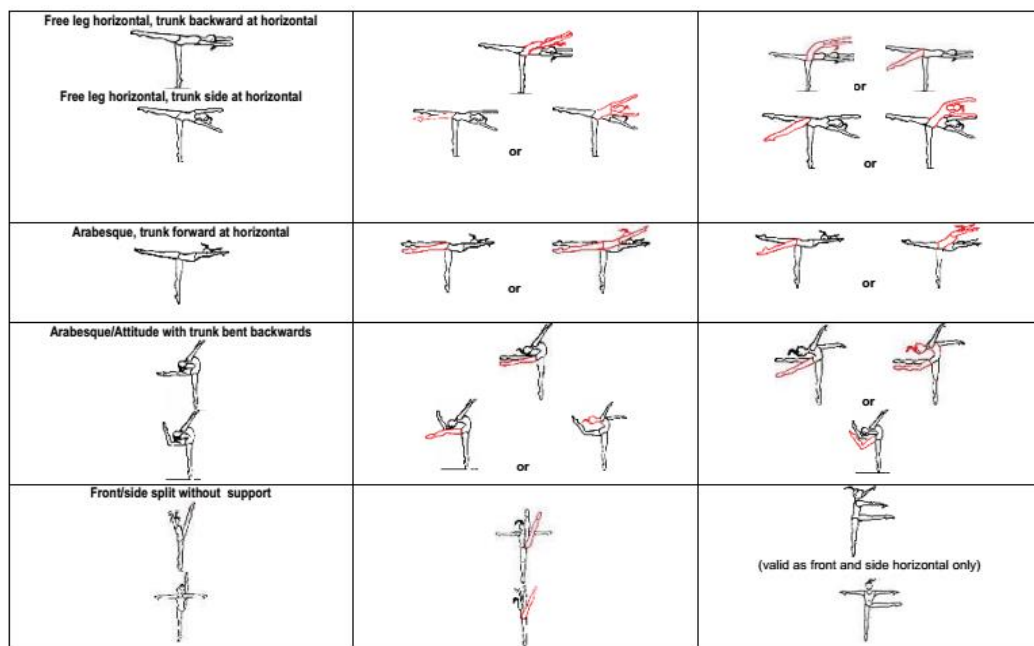 Free leg horizontal, trunk backward at horizontal
or
Free leg horizontal, trunk side at horizontal
or
or
Arabesque, trunk forward at horizontal
or
or
Arabesque/Attitude with trunk bent backwards
or
or
Front/side split without support
(valid as front and side horizontal only)